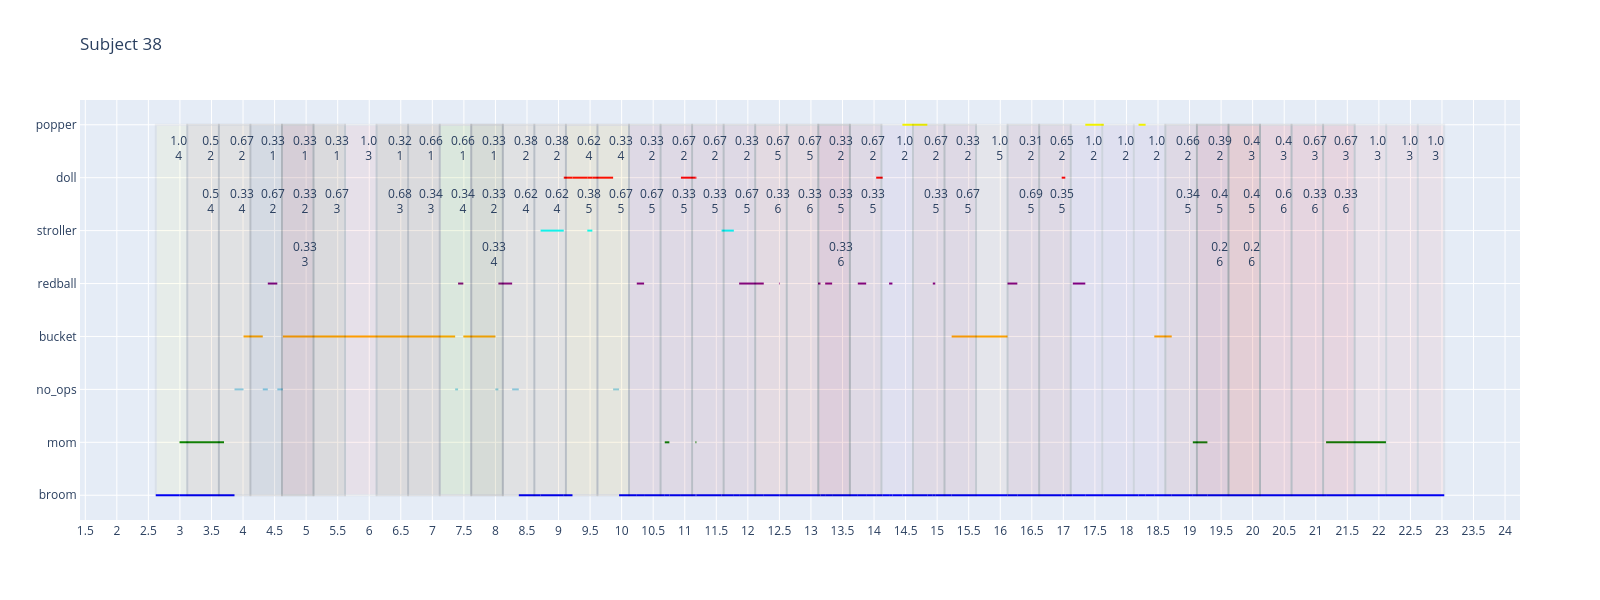 Subject 38
popper
1.0 0.5 0.67 0.33 0.33 0.33 1.0 0.32 0.66 0.66 0.33 0.38 0.38 0.62 0.33 0.33 0.67 0.67 0.33 0.67 0.67 0.33 0.67 1.0 0.67 0.33 1.0 0.31 0.65 1.0 1.0 1.0 0.66 0.39 0.4 0.4 0.67 0.67 1.0 1.0 1.0
4 2 2 1 1 1 3 1 1 1 1 2 2 4 4 2 2 2 2 5 5 2 2 2 2 2 5 2 2 2 2 2 2 2 3 3 3 3 3 3 3
doll
0.5 0.33 0.67 0.33 0.67 0.68 0.34 0.34 0.33 0.62 0.62 0.38 0.67 0.67 0.33 0.33 0.67 0.33 0.33 0.33 0.33 0.33 0.67 0.69 0.35 0.34 0.4 0.4 0.6 0.33 0.33
4 4 2 2 3 3 3 4 2 4 4 5 5 5 5 5 5 6 6 5 5 5 5 5 5 5 5 5 6 6 6
stroller
0.33 0.33 0.33 0.2 0.2
3 4 6 6 6
redball
bucket
no_ops
mom
broom
1.5 2 2.5 3 3.5 4 4.5 5 5.5 6 6.5 7 7.5 8 8.5 9 9.5 10 10.5 11 11.5 12 12.5 13 13.5 14 14.5 15 15.5 16 16.5 17 17.5 18 18.5 19 19.5 20 20.5 21 21.5 22 22.5 23 23.5 24